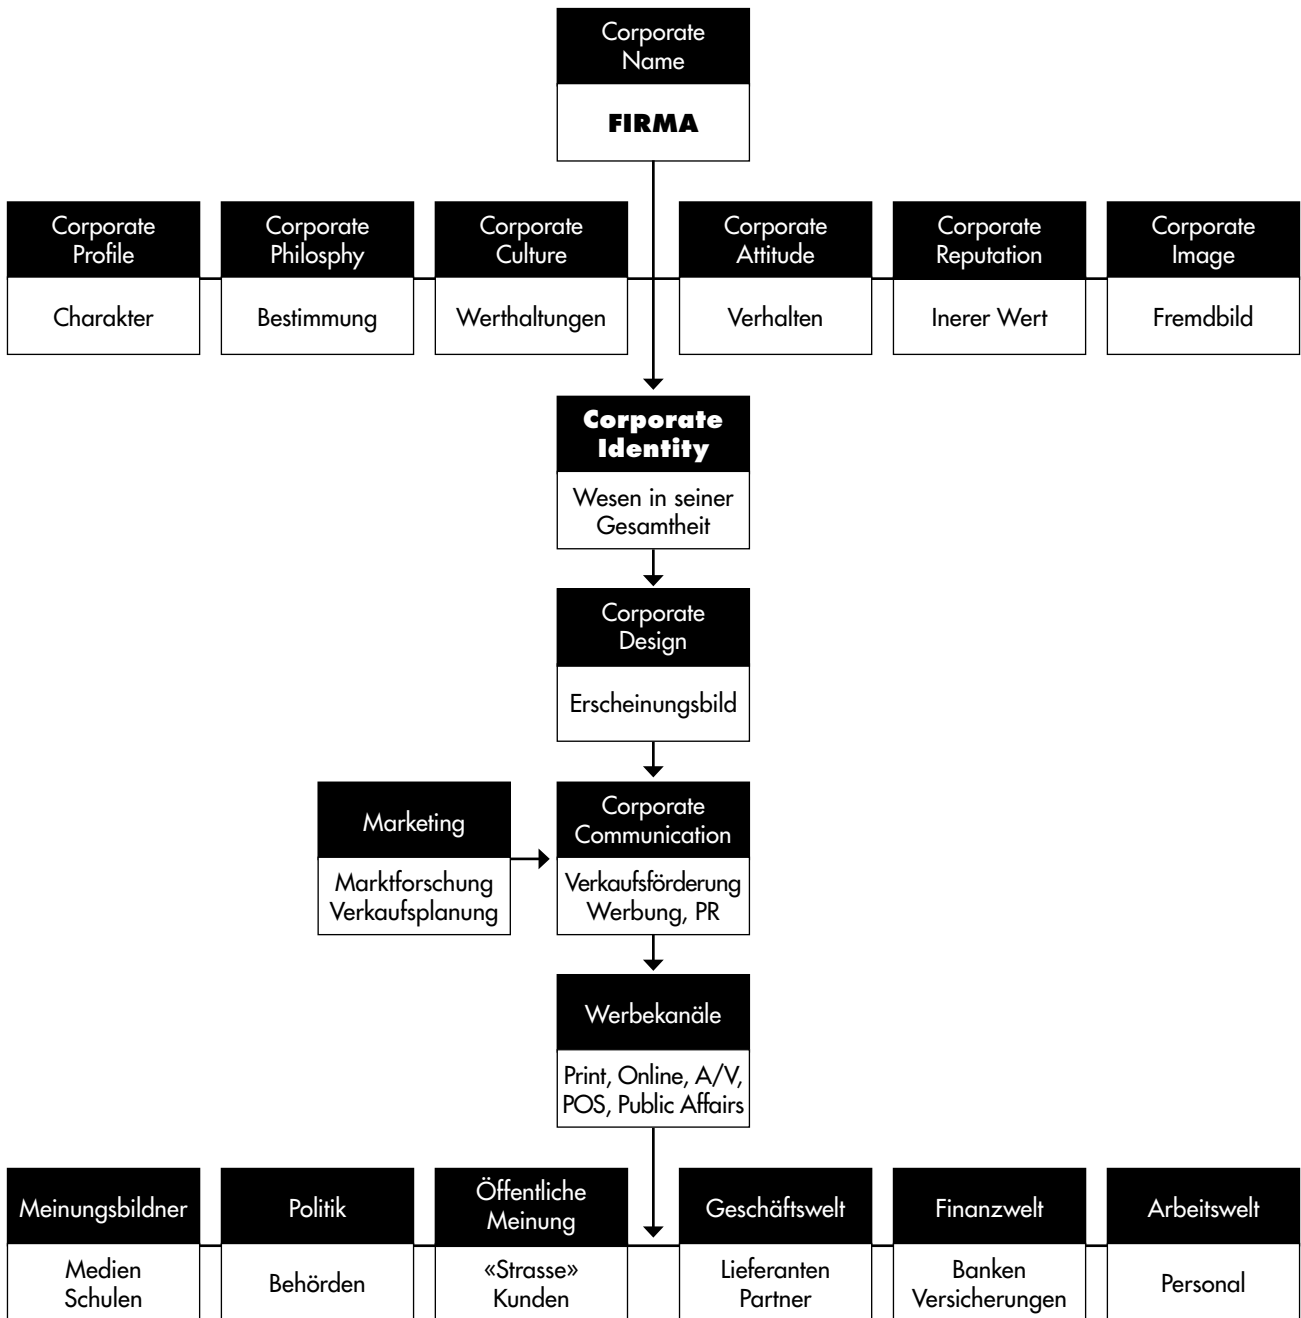 Corporate
Name
FIRMA
Corporate
Profile
Charakter
Corporate
Philosphy
Bestimmung
Corporate
Culture
Werthaltungen
Corporate
Attitude
Verhalten
Corporate
Reputation
Inerer Wert
Corporate
Image
Fremdbild
Corporate
Identity
Wesen in seiner
Gesamtheit
Corporate
Design
Erscheinungsbild
Marketing
Marktforschung
Verkaufsplanung
Corporate
Communication
Verkaufsförderung
Werbung, PR
Werbekanäle
Print, Online, A/V,
POS, Public Affairs
Meinungsbildner
Medien
Schulen
Politik
Behörden
Öffentliche
Meinung
«Strasse»
Kunden
Geschäftswelt
Lieferanten
Partner
Finanzwelt
Banken
Versicherungen
Arbeitswelt
Personal